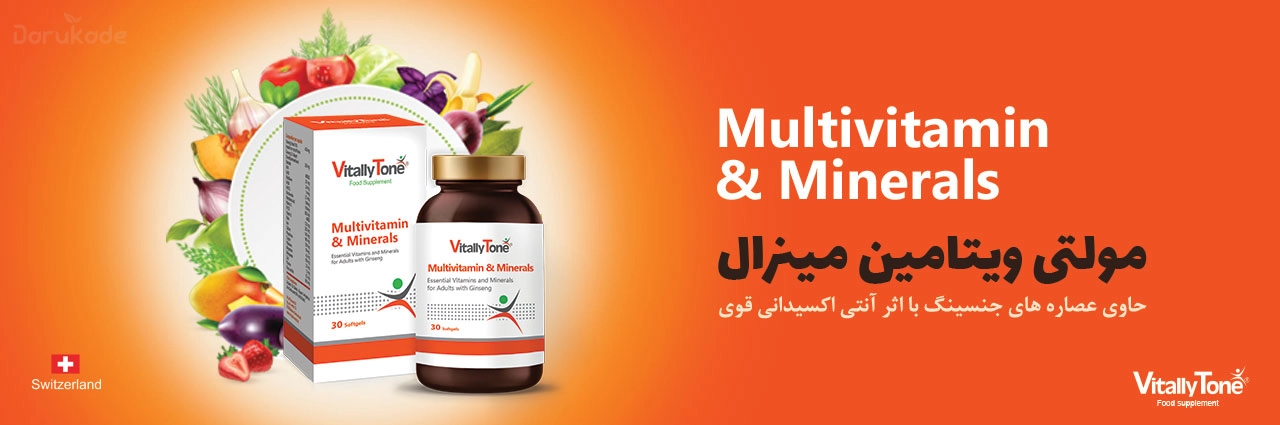 Darukade
Multivitamin
& Minerals
مولتی ویتامین مینرال
حاوی عصاره های جنسینگ با اثر آنتی اکسیدانی قوی
VitallyTone®
Food Supplement
Multivitamin
& Minerals
Essential Vitamins and Minerals
for Adults with Ginseng
30 Softgels
VitallyTone®
Multivitamin & Minerals
Essential Vitamins and Minerals
for Adults with Ginseng
30 Softgels
Switzerland
VitallyTone®
Food supplement